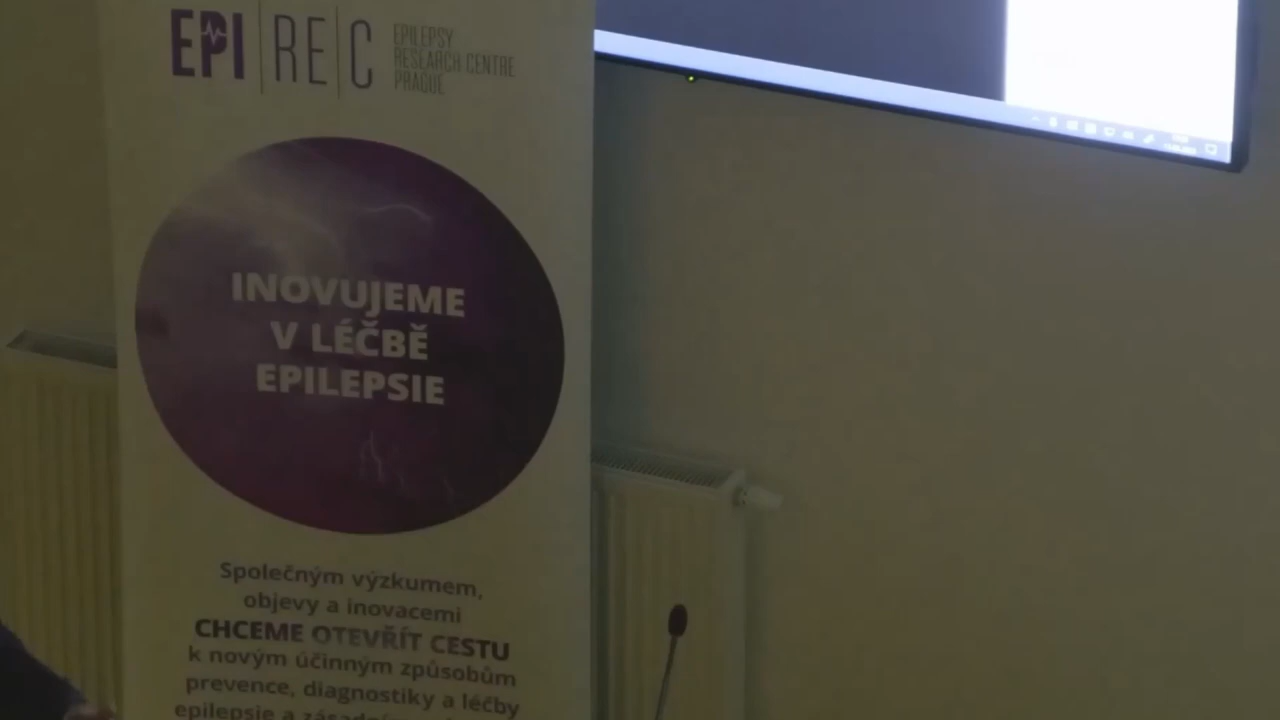 EPI RE C
EPILEPSY
RESEARCH CENTRE
PRAGUE
INOVUJEME
V LÉČBĚ
EPILEPSIE
Společným výzkumem,
objevy a inovacemi
CHCEME OTEVŘÍT CESTU
k novým účinným způsobům
prevence, diagnostiky a léčby
epilepsie a